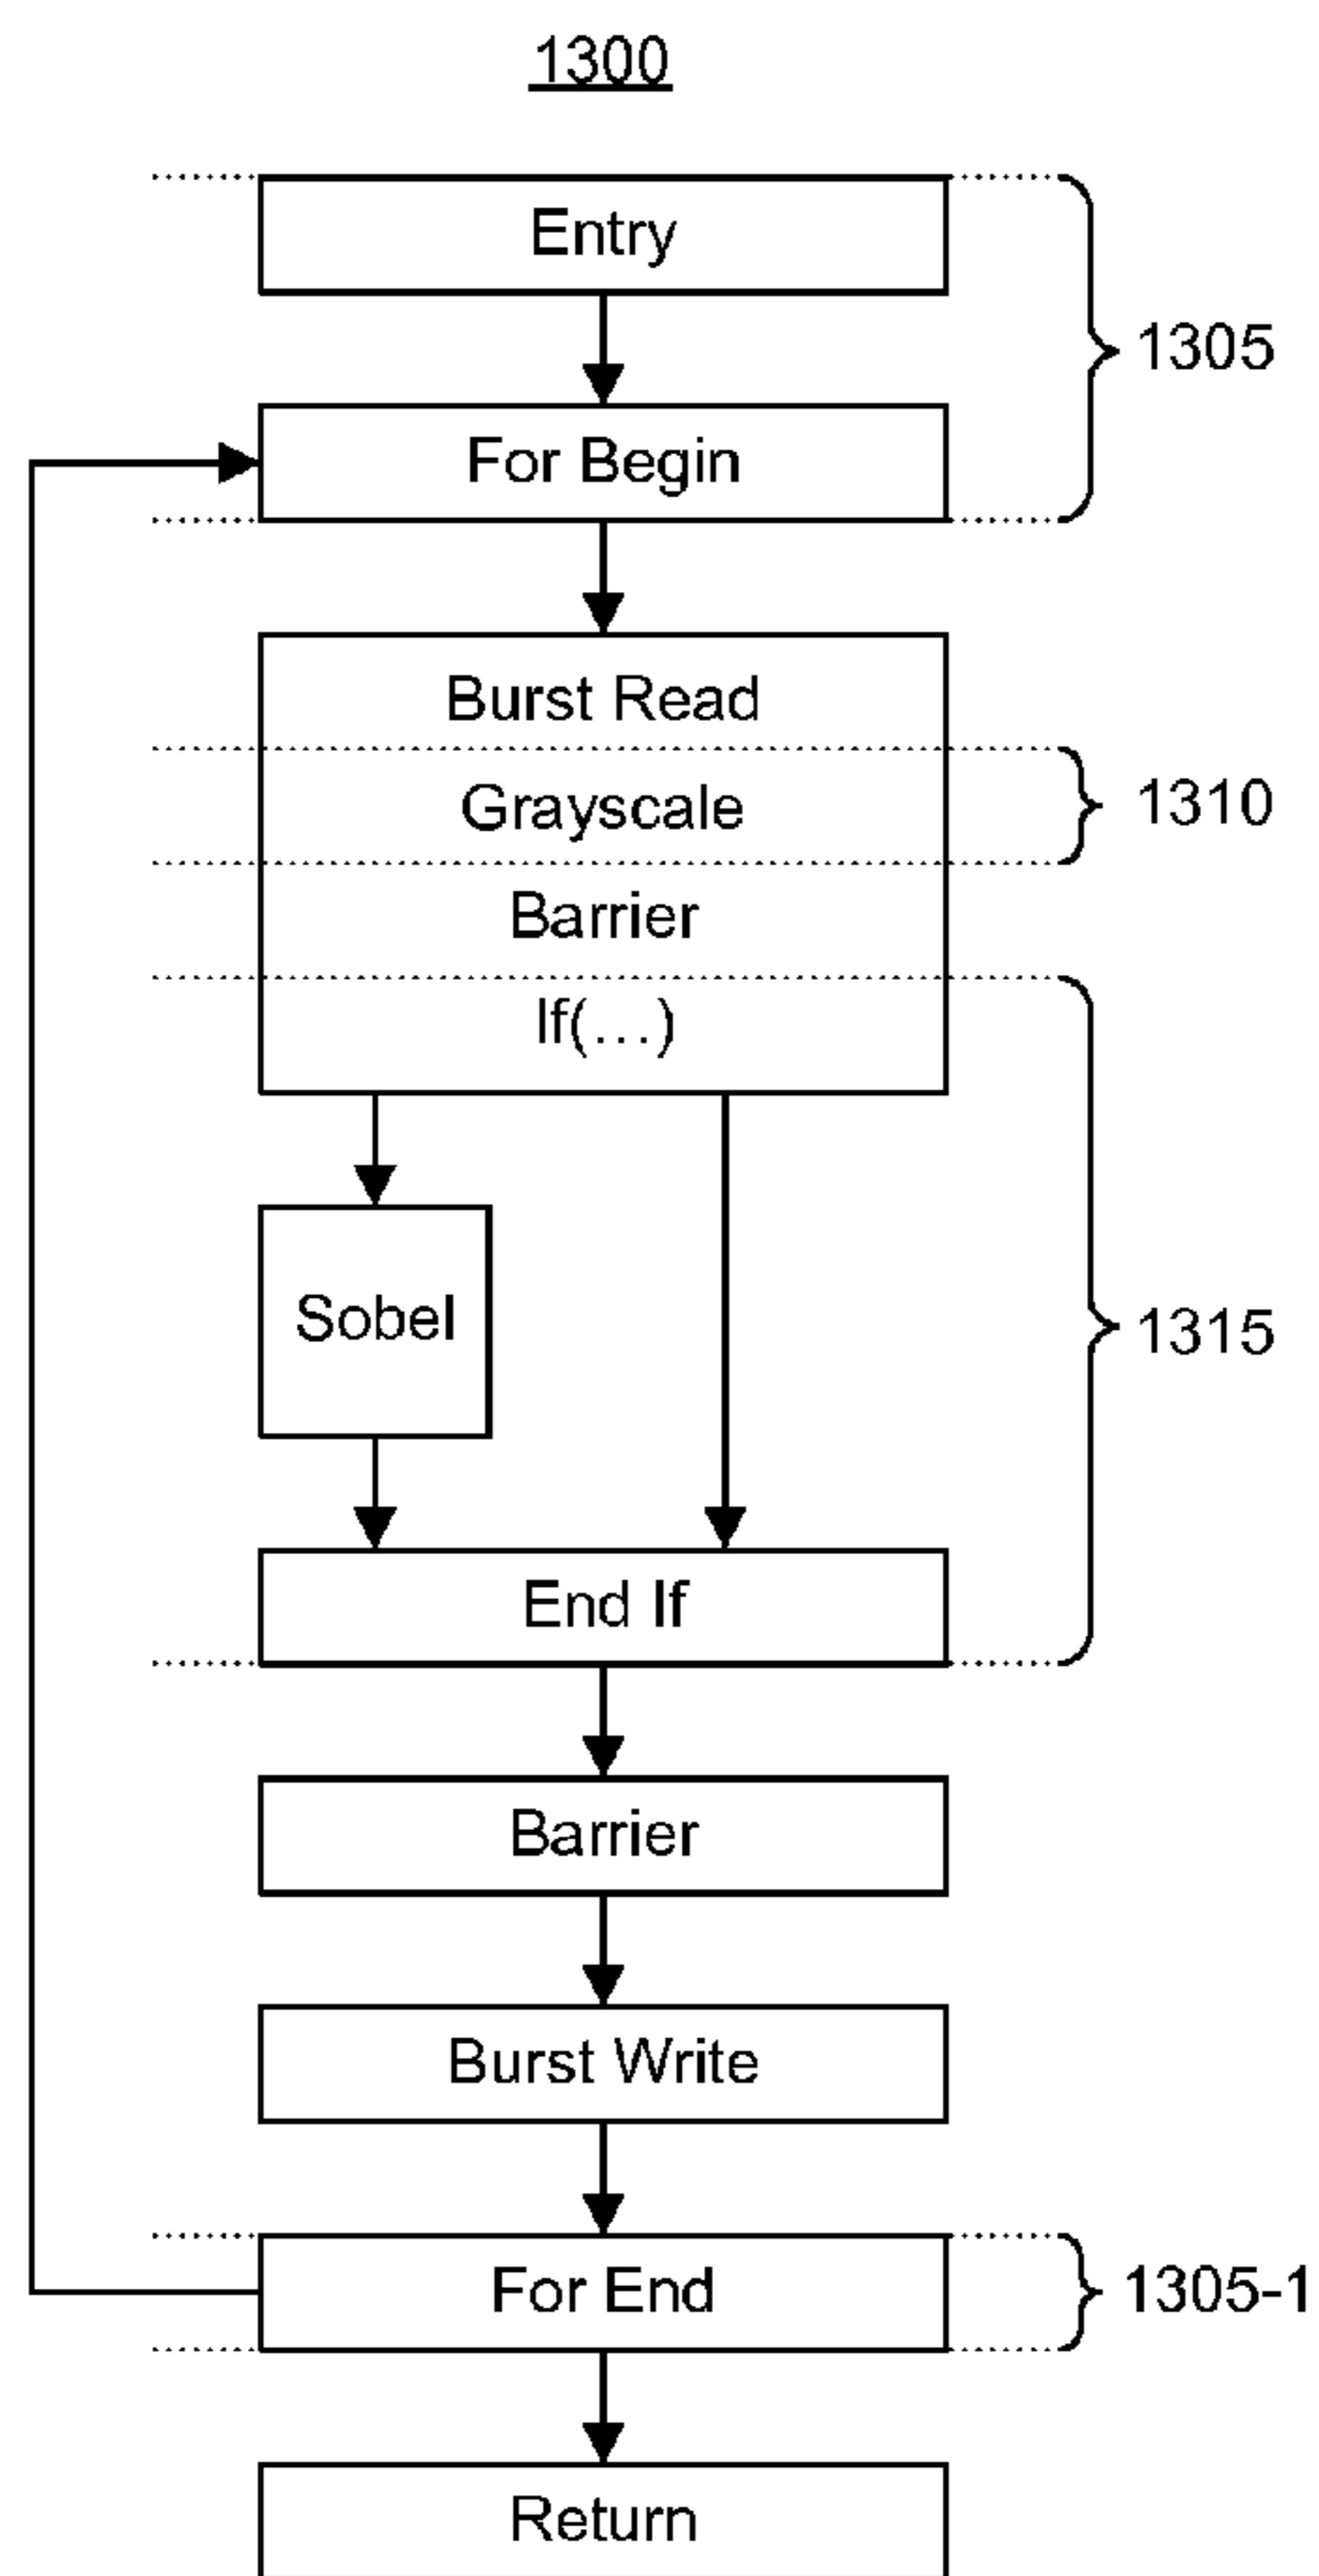 1300
Entry
1305
For Begin
Burst Read
Grayscale
1310
Barrier
If(...)
Sobel
1315
End If
Barrier
Burst Write
For End
1305-1
Return